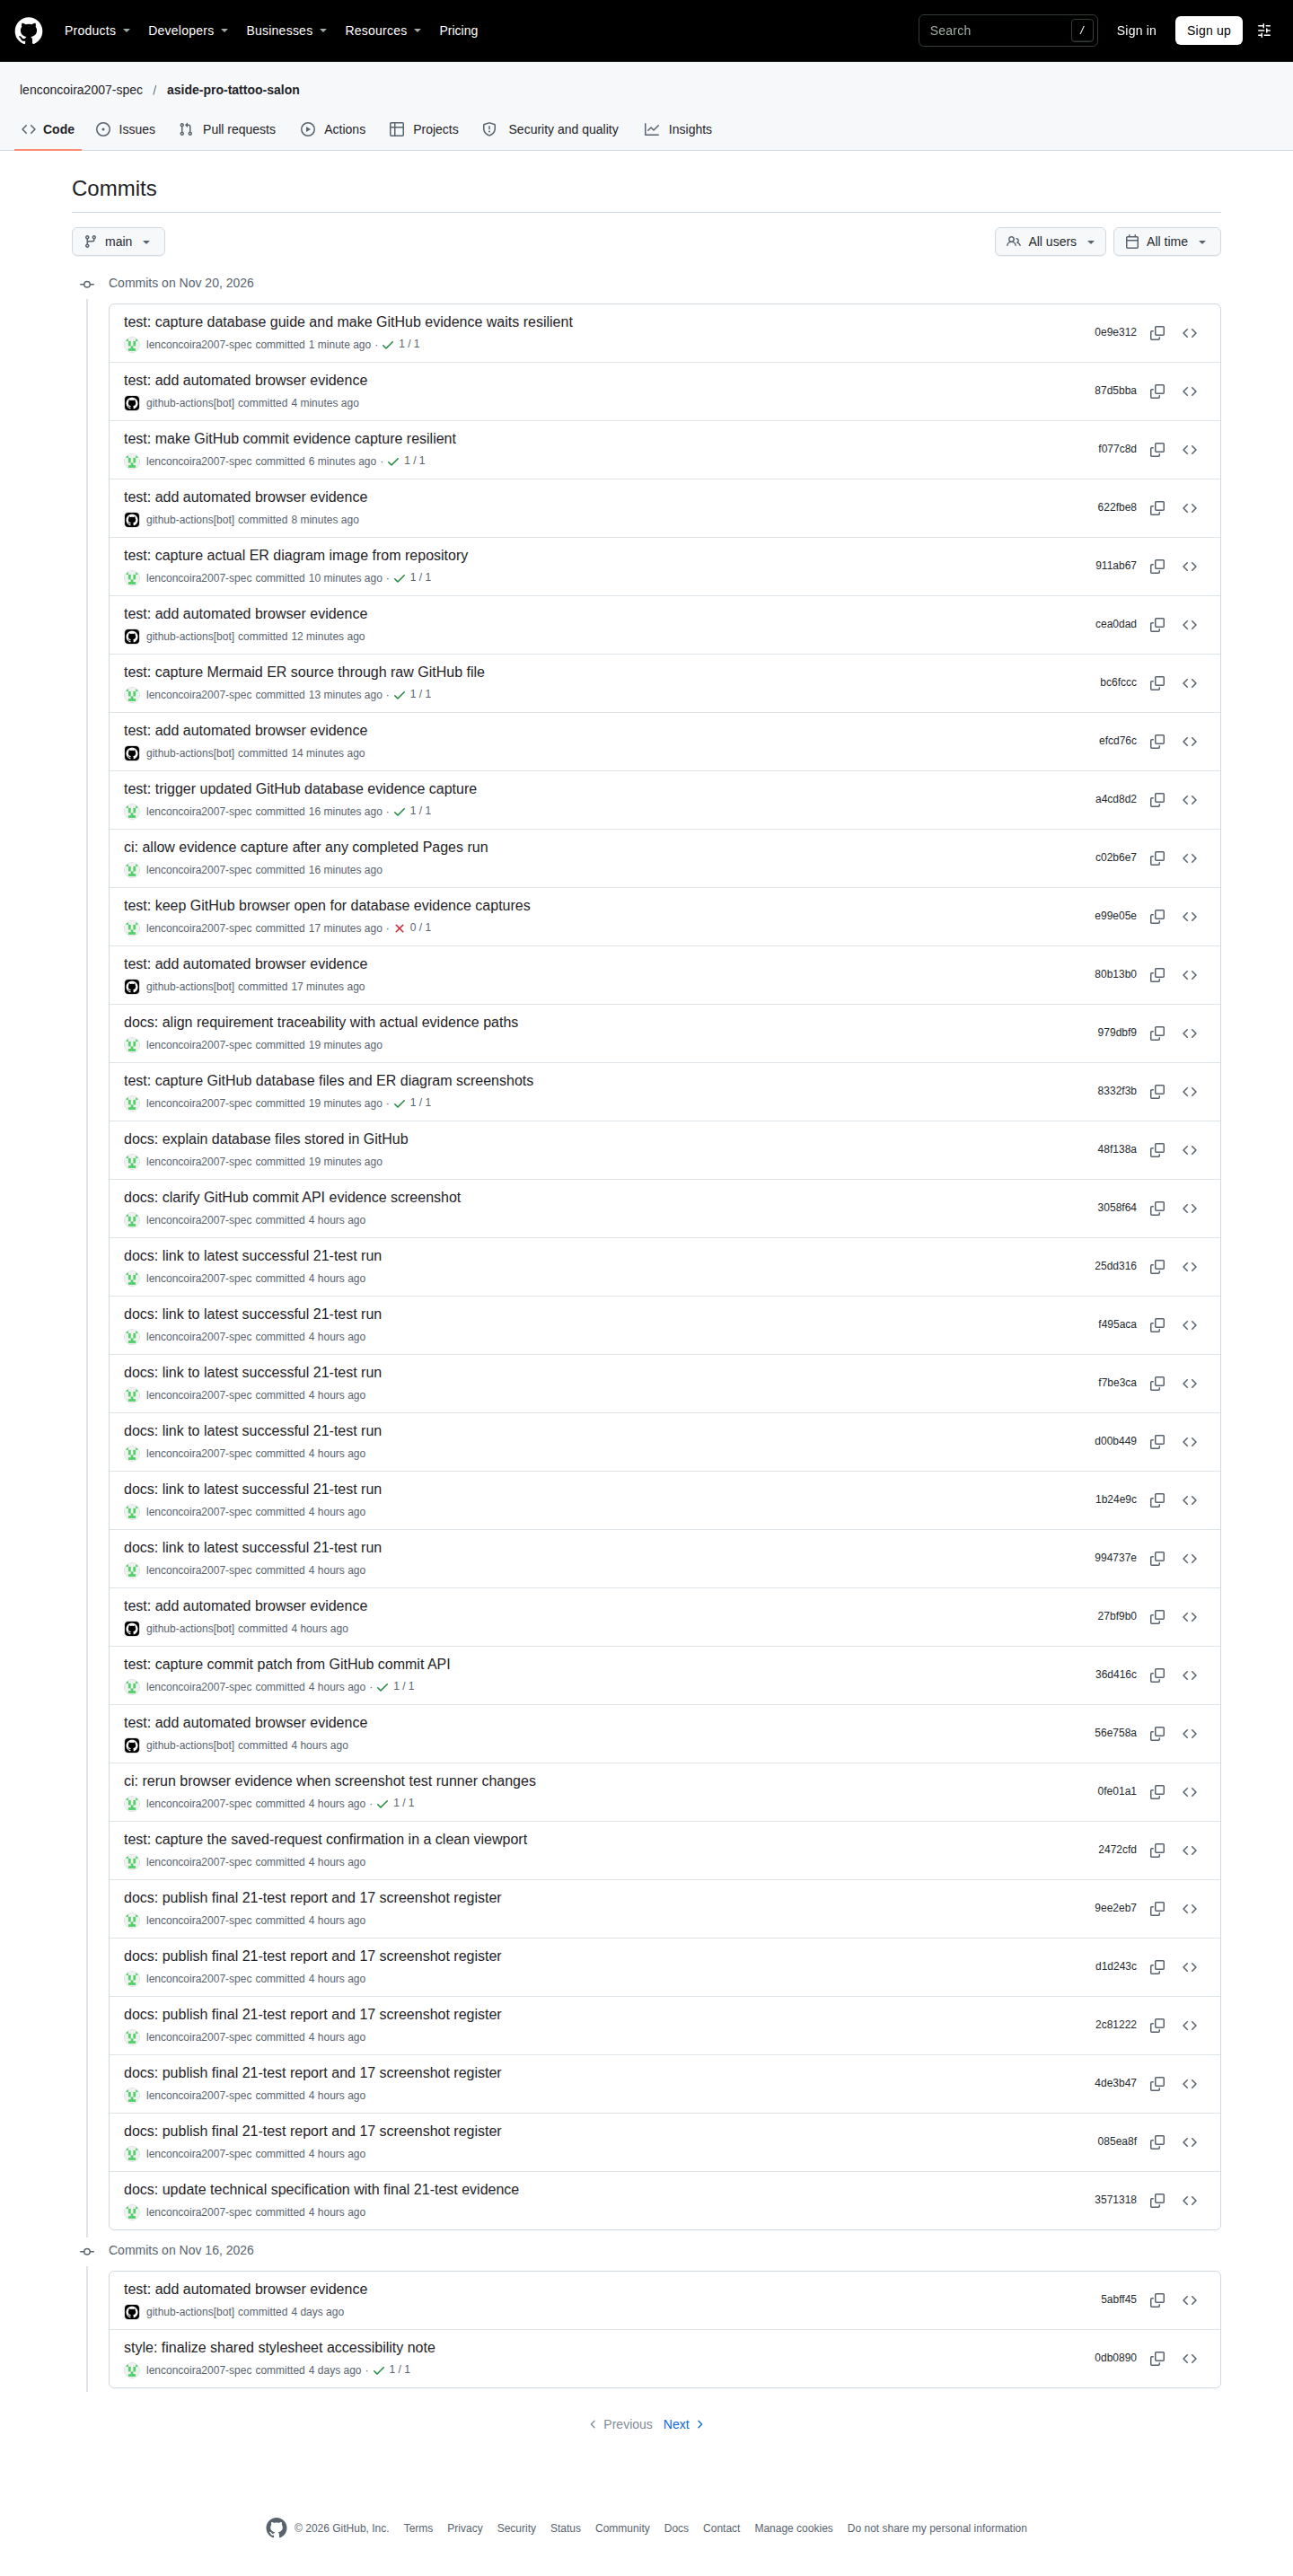 Products Developers Businesses Resources Pricing Search / Sign in Sign up
lenconcoira2007-spec / aside-pro-tattoo-salon
Code Issues Pull requests Actions Projects Security and quality Insights
Commits
main All users All time
Commits on Nov 20, 2026
test: capture database guide and make GitHub evidence waits resilient
0e9e312
lenconcoira2007-spec committed 1 minute ago · 1 / 1
test: add automated browser evidence
87d5bba
github-actions[bot] committed 4 minutes ago
test: make GitHub commit evidence capture resilient
f077c8d
lenconcoira2007-spec committed 6 minutes ago · 1 / 1
test: add automated browser evidence
622fbe8
github-actions[bot] committed 8 minutes ago
test: capture actual ER diagram image from repository
911ab67
lenconcoira2007-spec committed 10 minutes ago · 1 / 1
test: add automated browser evidence
cea0dad
github-actions[bot] committed 12 minutes ago
test: capture Mermaid ER source through raw GitHub file
bc6fccc
lenconcoira2007-spec committed 13 minutes ago · 1 / 1
test: add automated browser evidence
efcd76c
github-actions[bot] committed 14 minutes ago
test: trigger updated GitHub database evidence capture
a4cd8d2
lenconcoira2007-spec committed 16 minutes ago · 1 / 1
ci: allow evidence capture after any completed Pages run
c02b6e7
lenconcoira2007-spec committed 16 minutes ago
test: keep GitHub browser open for database evidence captures
e99e05e
lenconcoira2007-spec committed 17 minutes ago · 0 / 1
test: add automated browser evidence
80b13b0
github-actions[bot] committed 17 minutes ago
docs: align requirement traceability with actual evidence paths
979dbf9
lenconcoira2007-spec committed 19 minutes ago
test: capture GitHub database files and ER diagram screenshots
8332f3b
lenconcoira2007-spec committed 19 minutes ago · 1 / 1
docs: explain database files stored in GitHub
48f138a
lenconcoira2007-spec committed 19 minutes ago
docs: clarify GitHub commit API evidence screenshot
3058f64
lenconcoira2007-spec committed 4 hours ago
docs: link to latest successful 21-test run
25dd316
lenconcoira2007-spec committed 4 hours ago
docs: link to latest successful 21-test run
f495aca
lenconcoira2007-spec committed 4 hours ago
docs: link to latest successful 21-test run
f7be3ca
lenconcoira2007-spec committed 4 hours ago
docs: link to latest successful 21-test run
d00b449
lenconcoira2007-spec committed 4 hours ago
docs: link to latest successful 21-test run
1b24e9c
lenconcoira2007-spec committed 4 hours ago
docs: link to latest successful 21-test run
994737e
lenconcoira2007-spec committed 4 hours ago
test: add automated browser evidence
27bf9b0
github-actions[bot] committed 4 hours ago
test: capture commit patch from GitHub commit API
36d416c
lenconcoira2007-spec committed 4 hours ago · 1 / 1
test: add automated browser evidence
56e758a
github-actions[bot] committed 4 hours ago
ci: rerun browser evidence when screenshot test runner changes
0fe01a1
lenconcoira2007-spec committed 4 hours ago · 1 / 1
test: capture the saved-request confirmation in a clean viewport
2472cfd
lenconcoira2007-spec committed 4 hours ago
docs: publish final 21-test report and 17 screenshot register
9ee2eb7
lenconcoira2007-spec committed 4 hours ago
docs: publish final 21-test report and 17 screenshot register
d1d243c
lenconcoira2007-spec committed 4 hours ago
docs: publish final 21-test report and 17 screenshot register
2c81222
lenconcoira2007-spec committed 4 hours ago
docs: publish final 21-test report and 17 screenshot register
4de3b47
lenconcoira2007-spec committed 4 hours ago
docs: publish final 21-test report and 17 screenshot register
085ea8f
lenconcoira2007-spec committed 4 hours ago
docs: update technical specification with final 21-test evidence
3571318
lenconcoira2007-spec committed 4 hours ago
Commits on Nov 16, 2026
test: add automated browser evidence
5abff45
github-actions[bot] committed 4 days ago
style: finalize shared stylesheet accessibility note
0db0890
lenconcoira2007-spec committed 4 days ago · 1 / 1
Previous Next
© 2026 GitHub, Inc. Terms Privacy Security Status Community Docs Contact Manage cookies Do not share my personal information